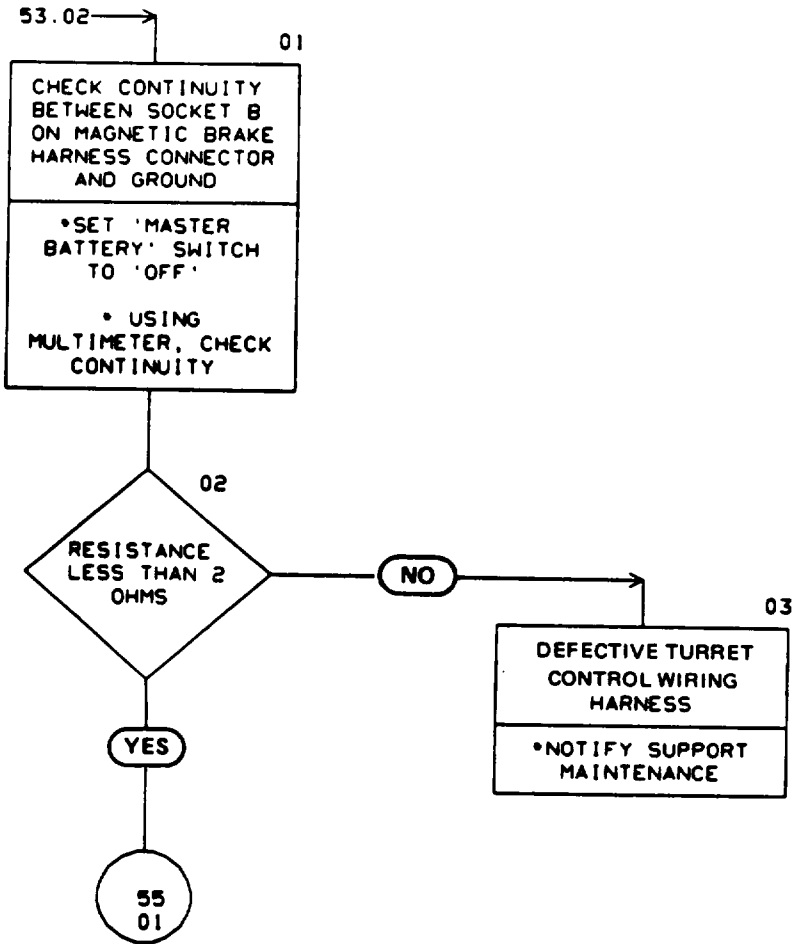 53.02
01
CHECK CONTINUITY
BETWEEN SOCKET B
ON MAGNETIC BRAKE
HARNESS CONNECTOR
AND GROUND
•SET 'MASTER
BATTERY' SWITCH
TO 'OFF'
• USING
MULTIMETER, CHECK
CONTINUITY
02
RESISTANCE
LESS THAN 2
OHMS
NO
03
DEFECTIVE TURRET
CONTROL WIRING
HARNESS
•NOTIFY SUPPORT
MAINTENANCE
YES
55
01